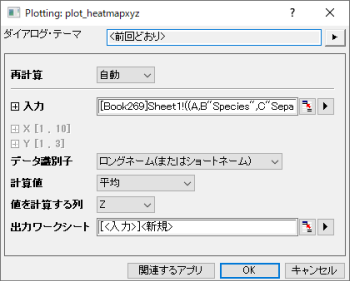 Plotting: plot_heatmapxyz
ダイアログ・テーマ <前回どおり>
再計算 自動
入力 [Book269]Sheet1!((A,B"Species",C"Sepa
X [1 , 10]
Y [1 , 3]
データ識別子 ロングネーム(またはショートネーム)
計算値 平均
値を計算する列 Z
出力ワークシート [<入力>]<新規>
関連するアプリ OK キャンセル